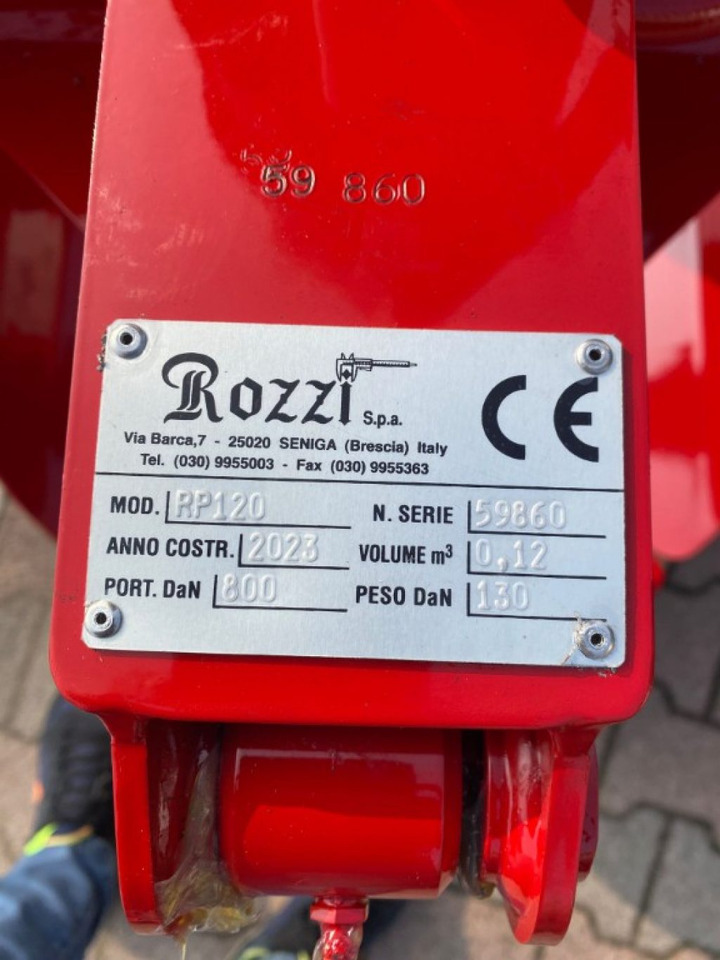 59 860
Rozzi S.p.a.
CE
Via Barca,7 - 25020 SENIGA (Brescia) Italy
Tel. (030) 9955003 - Fax (030) 9955363
MOD. RP120 N. SERIE 59860
ANNO COSTR. 2023 VOLUME m³ 0,12
PORT. DaN 800 PESO DaN 130